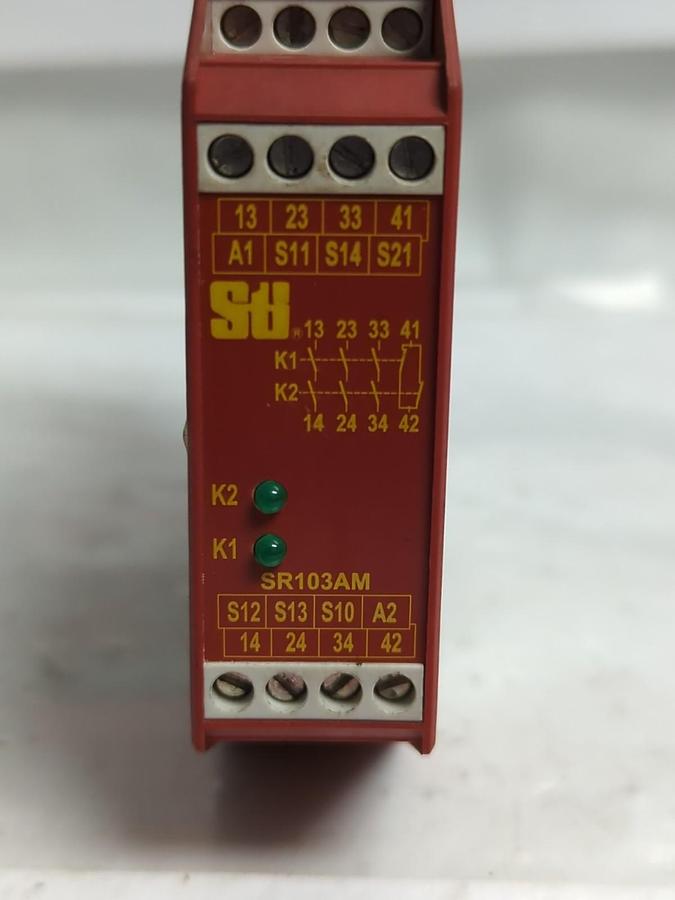 13 23 33 41
A1 S11 S14 S21
Sti ®
13 23 33 41
K1
K2
14 24 34 42
K2
K1
SR103AM
S12 S13 S10 A2
14 24 34 42